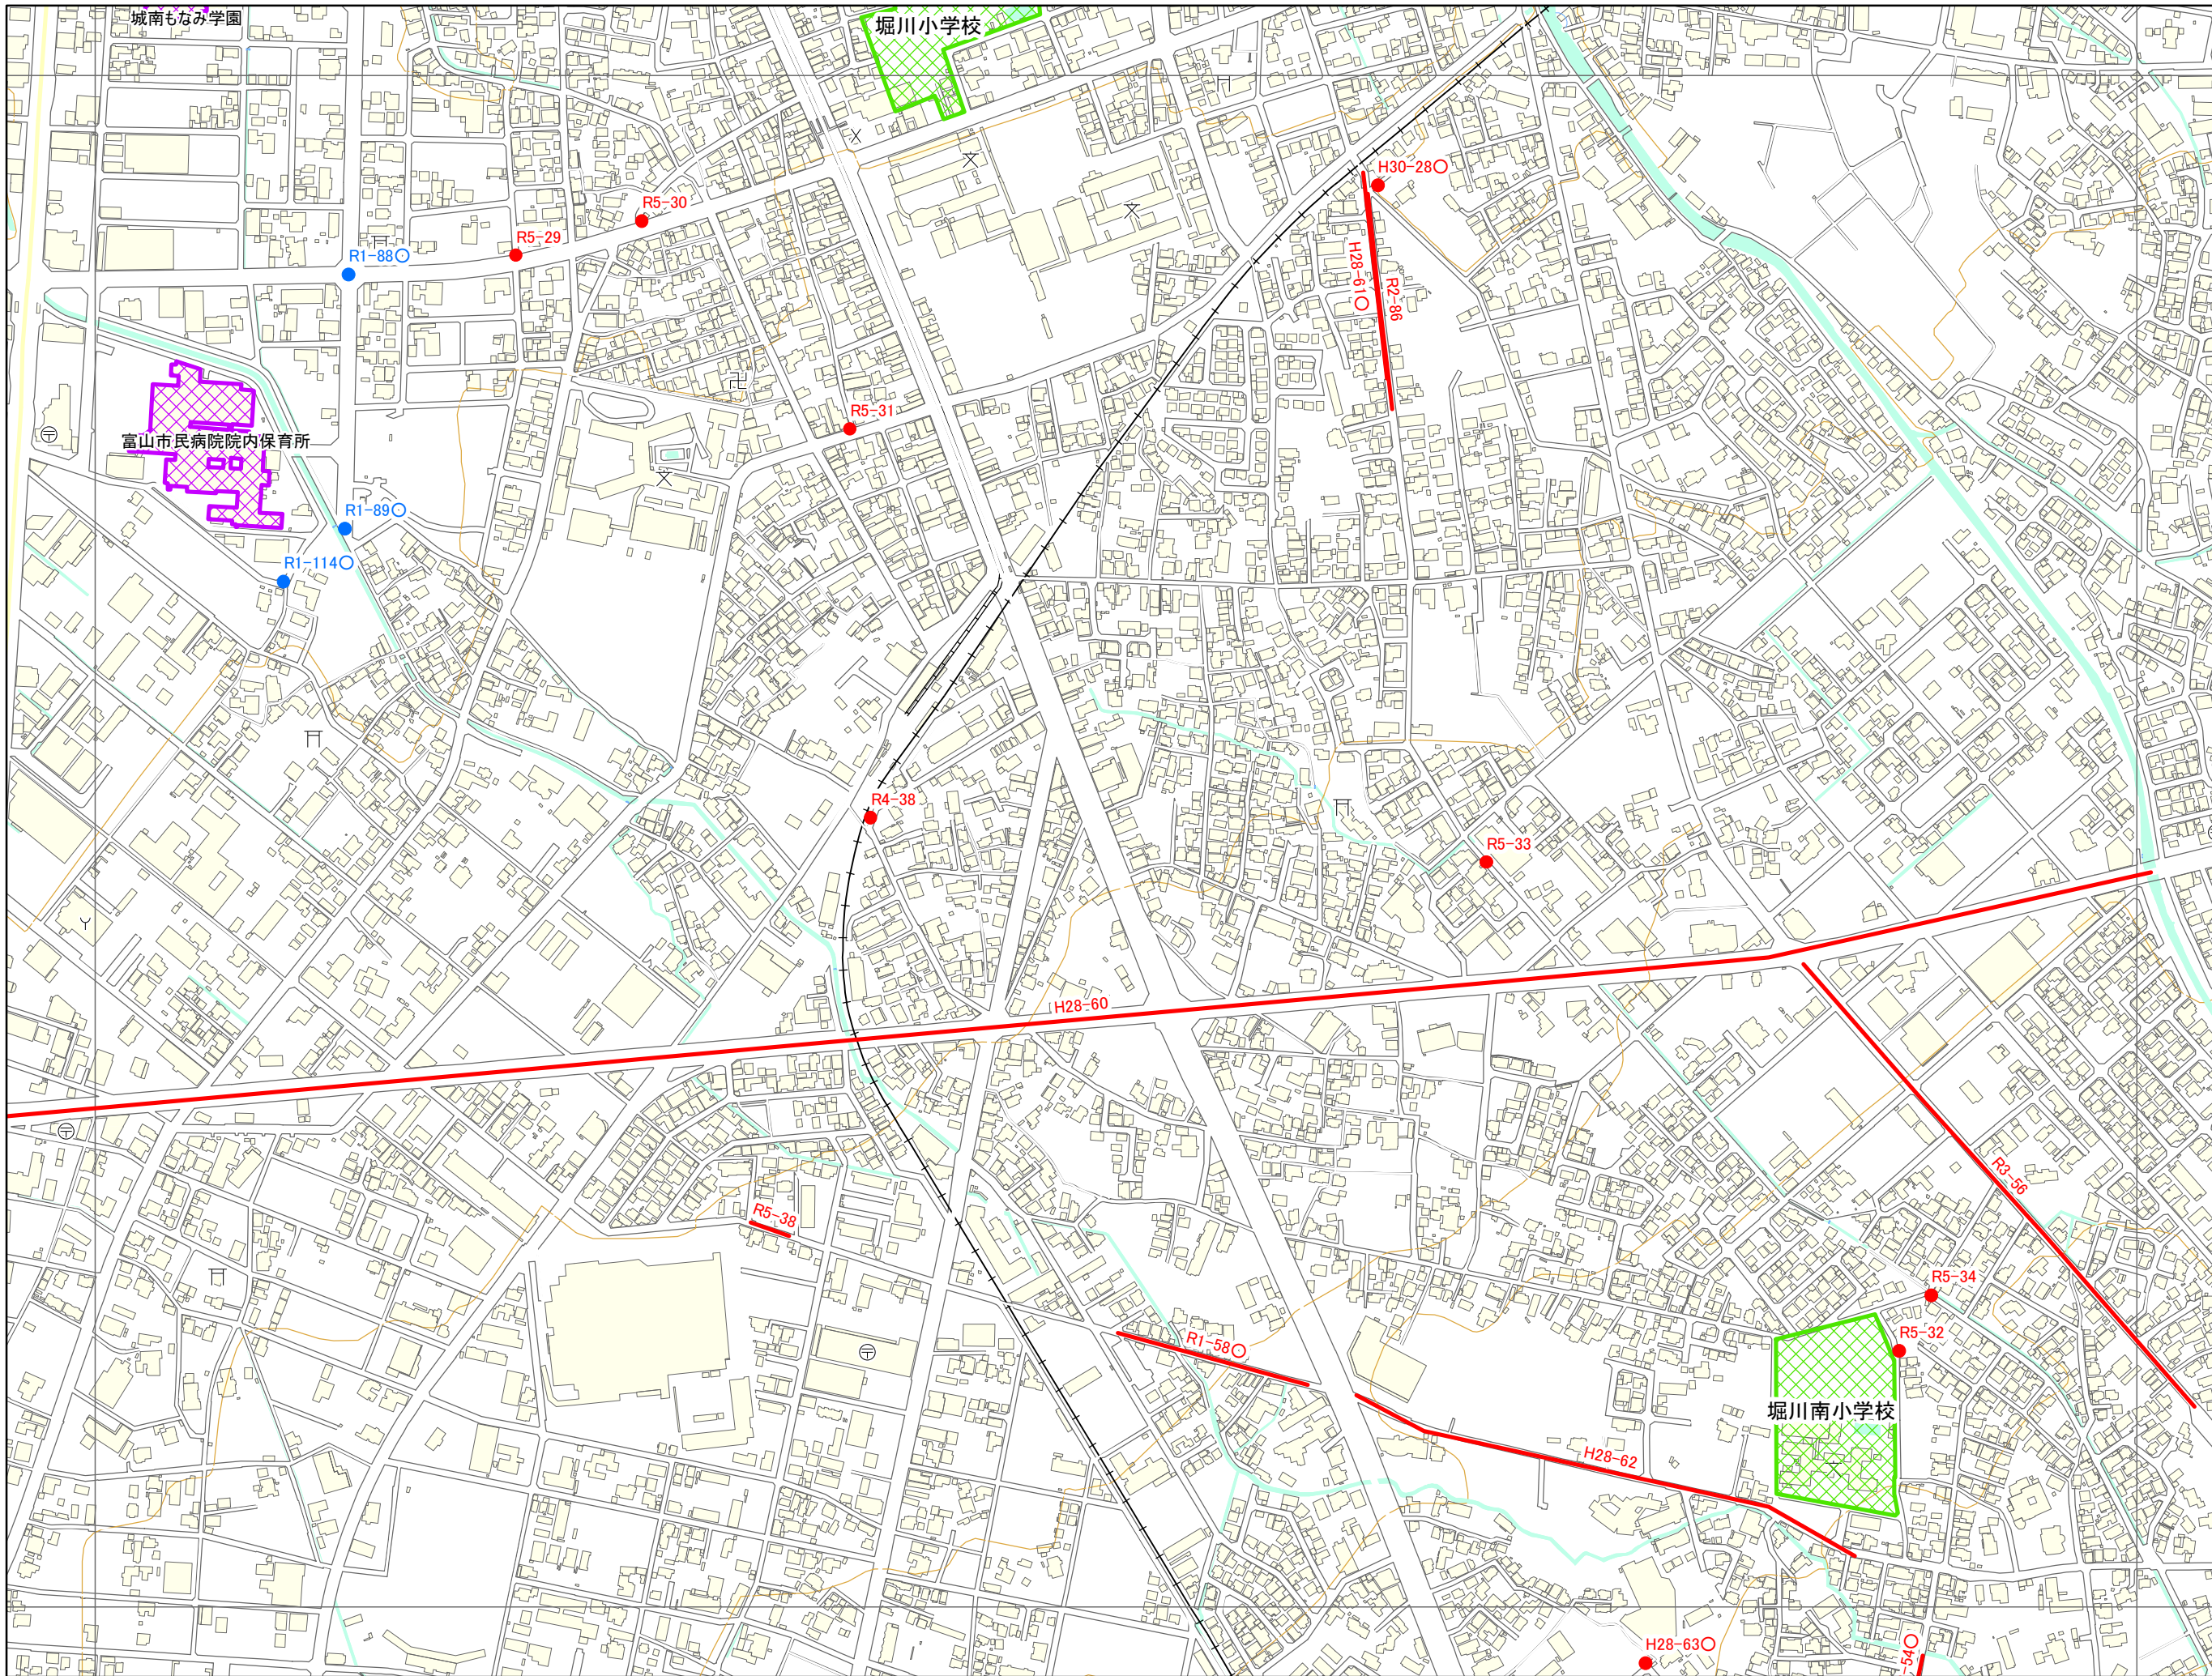 城南もなみ学園
堀川小学校
H30-28○
R5-30
R5-29
R1-88○
H28-61○
R2-86
R5-31
富山市民病院院内保育所
R1-89○
R1-114○
R4-38
R5-33
H28-60
R3-56
R5-38
R5-34
R1-58○
R5-32
堀川南小学校
H28-62
H28-63○
54○